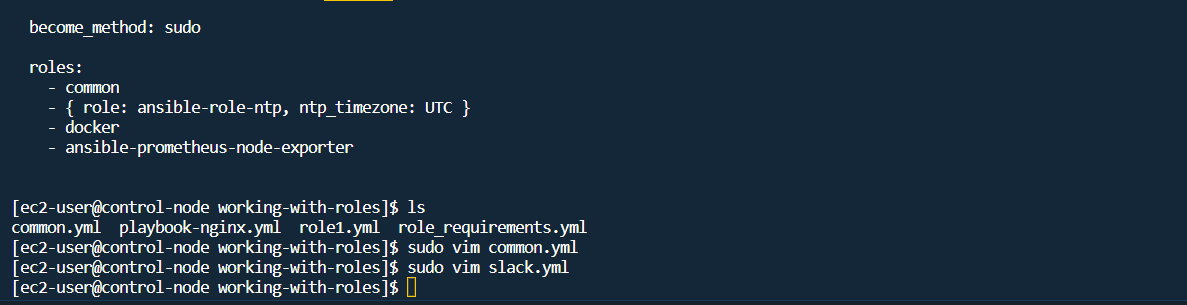 become_method: sudo
roles:
- common
- { role: ansible-role-ntp, ntp_timezone: UTC }
- docker
- ansible-prometheus-node-exporter
[ec2-user@control-node working-with-roles]$ ls
common.yml  playbook-nginx.yml  role1.yml  role_requirements.yml
[ec2-user@control-node working-with-roles]$ sudo vim common.yml
[ec2-user@control-node working-with-roles]$ sudo vim slack.yml
[ec2-user@control-node working-with-roles]$